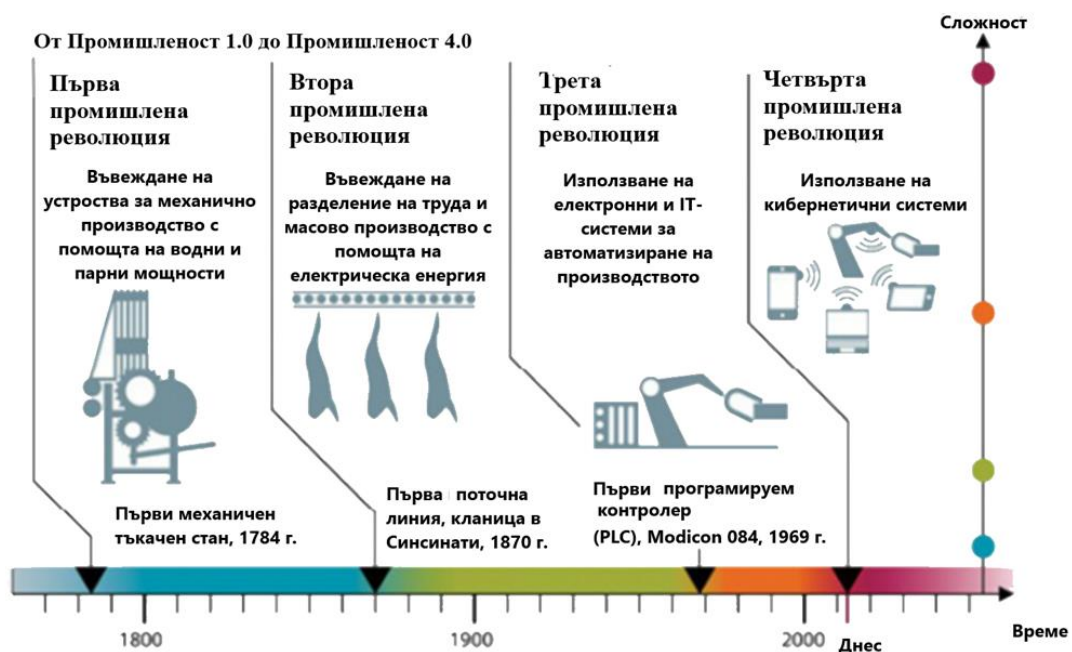 Сложност
От Промишленост 1.0 до Промишленост 4.0
Първа
промишлена
революция
Въвеждане на
устроства за механично
производство с
помощта на водни и
парни мощности
Първи механичен
тъкачен стан, 1784 г.
Втора
промишлена
революция
Въвеждане на
разделение на труда и
масово производство с
помощта на
електрическа енергия
Първа поточна
линия, кланица в
Синсинати, 1870 г.
Трета
промишлена
революция
Използване на
електронни и IT-
системи за
автоматизиране на
производството
Първи програмируем
контролер
(PLC), Modicon 084, 1969 г.
Четвърта
промишлена
революция
Използване на
кибернетични системи
1800
1900
2000
Днес
Време